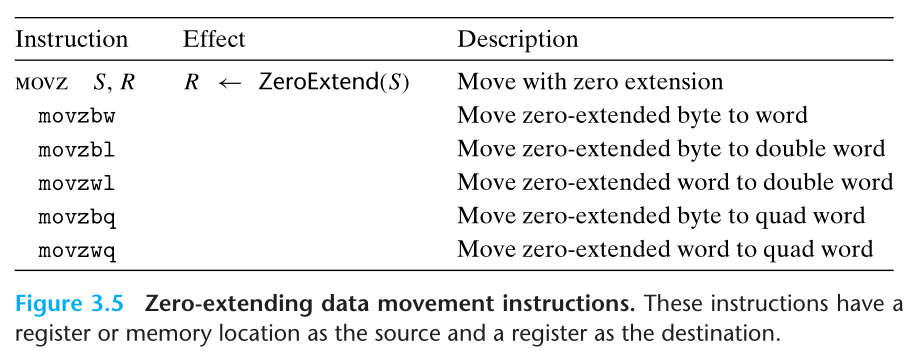 Instruction Effect Description
MOVZ S, R R ← ZeroExtend(S) Move with zero extension
movzbw Move zero-extended byte to word
movzbl Move zero-extended byte to double word
movzwl Move zero-extended word to double word
movzbq Move zero-extended byte to quad word
movzwq Move zero-extended word to quad word
Figure 3.5 Zero-extending data movement instructions. These instructions have a
register or memory location as the source and a register as the destination.